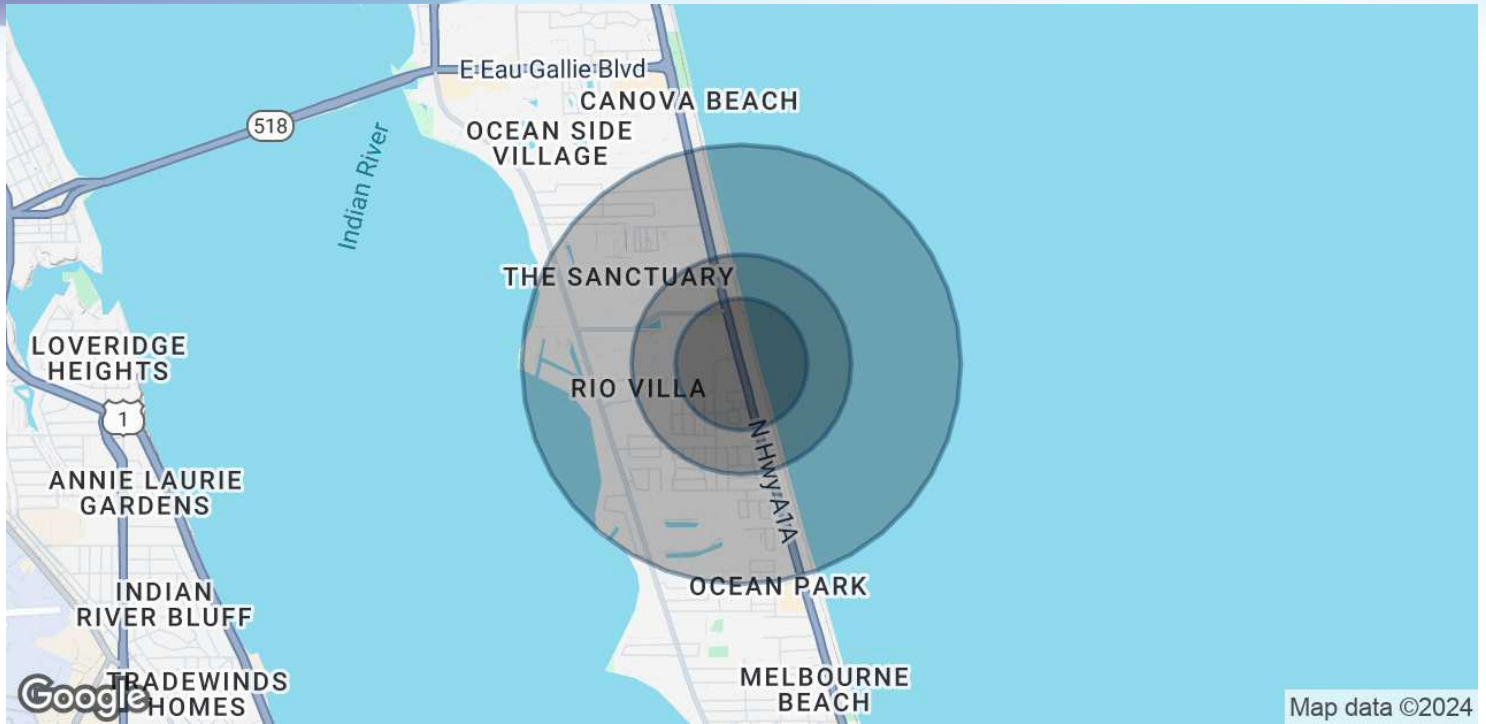 E Eau Gallie Blvd
CANOVA BEACH
518
OCEAN SIDE
VILLAGE
Indian River
THE SANCTUARY
LOVERIDGE
HEIGHTS
RIO VILLA
1
N Hwy A1A
ANNIE LAURIE
GARDENS
OCEAN PARK
INDIAN
RIVER BLUFF
MELBOURNE
BEACH
TRADEWINDS
HOMES
Google
Map data ©2024